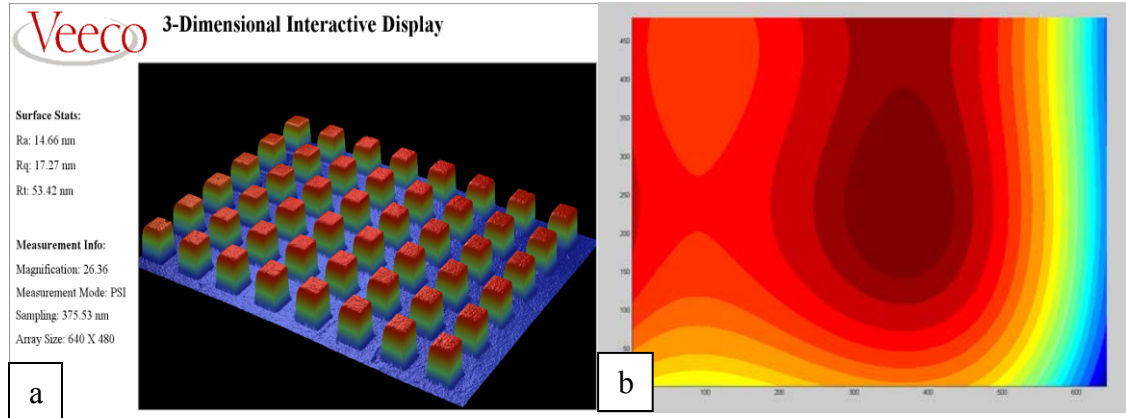 Veeco
3-Dimensional Interactive Display
Surface Stats:
Ra: 14.66 nm
Rq: 17.27 nm
Rt: 53.42 nm
Measurement Info:
Magnification: 26.36
Measurement Mode: PSI
Sampling: 375.53 nm
Array Size: 640 X 480
a
450
400
350
300
250
200
150
100
50
100
200
300
400
500
600
b